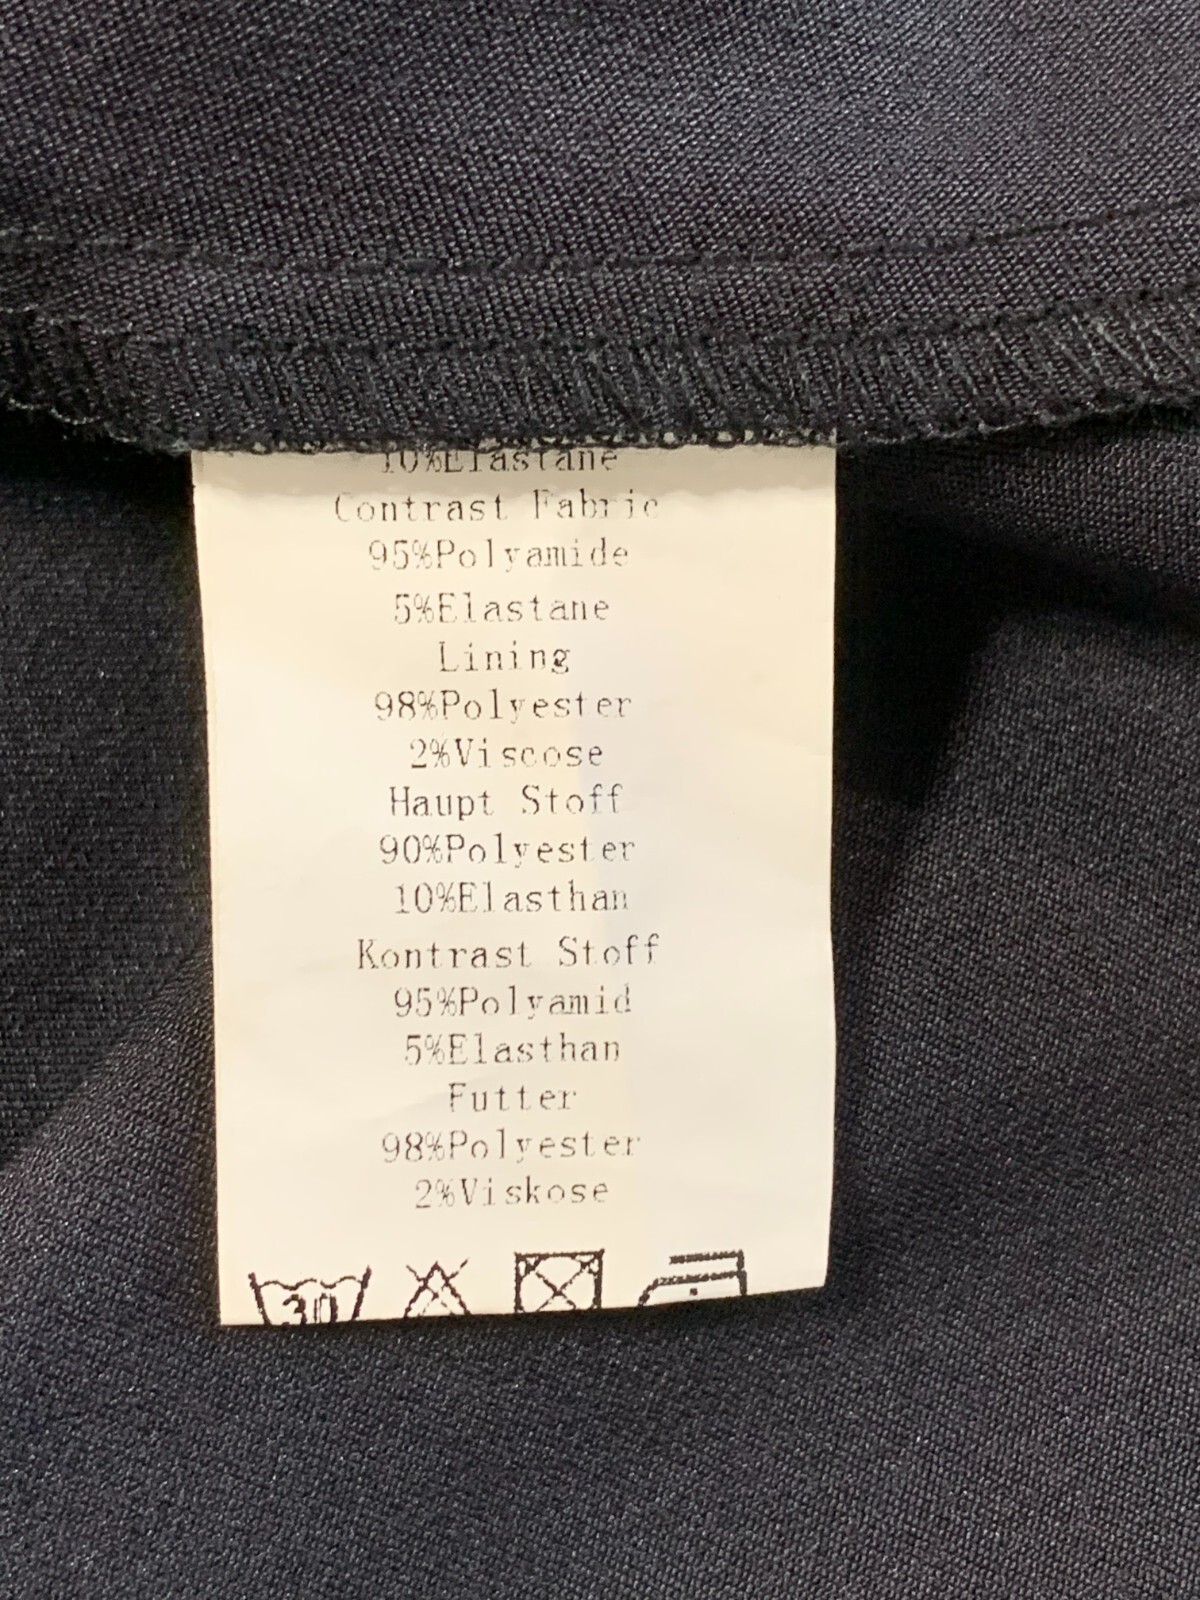 10%Elastane
Contrast Fabric
95%Polyamide
5%Elastane
Lining
98%Polyester
2%Viscose
Haupt Stoff
90%Polyester
10%Elasthan
Kontrast Stoff
95%Polyamid
5%Elasthan
Futter
98%Polyester
2%Viskose
30